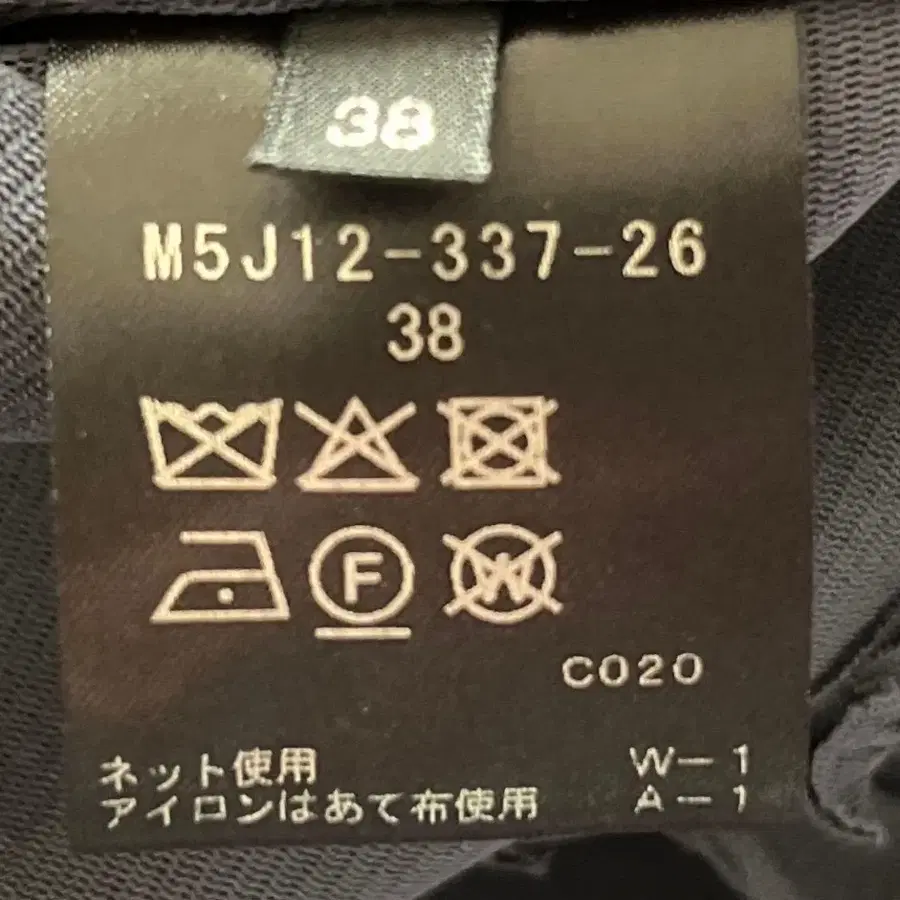 38
M5J12-337-26
38
F W
C020
ネット使用 W-1
アイロンはあて布使用 A-1